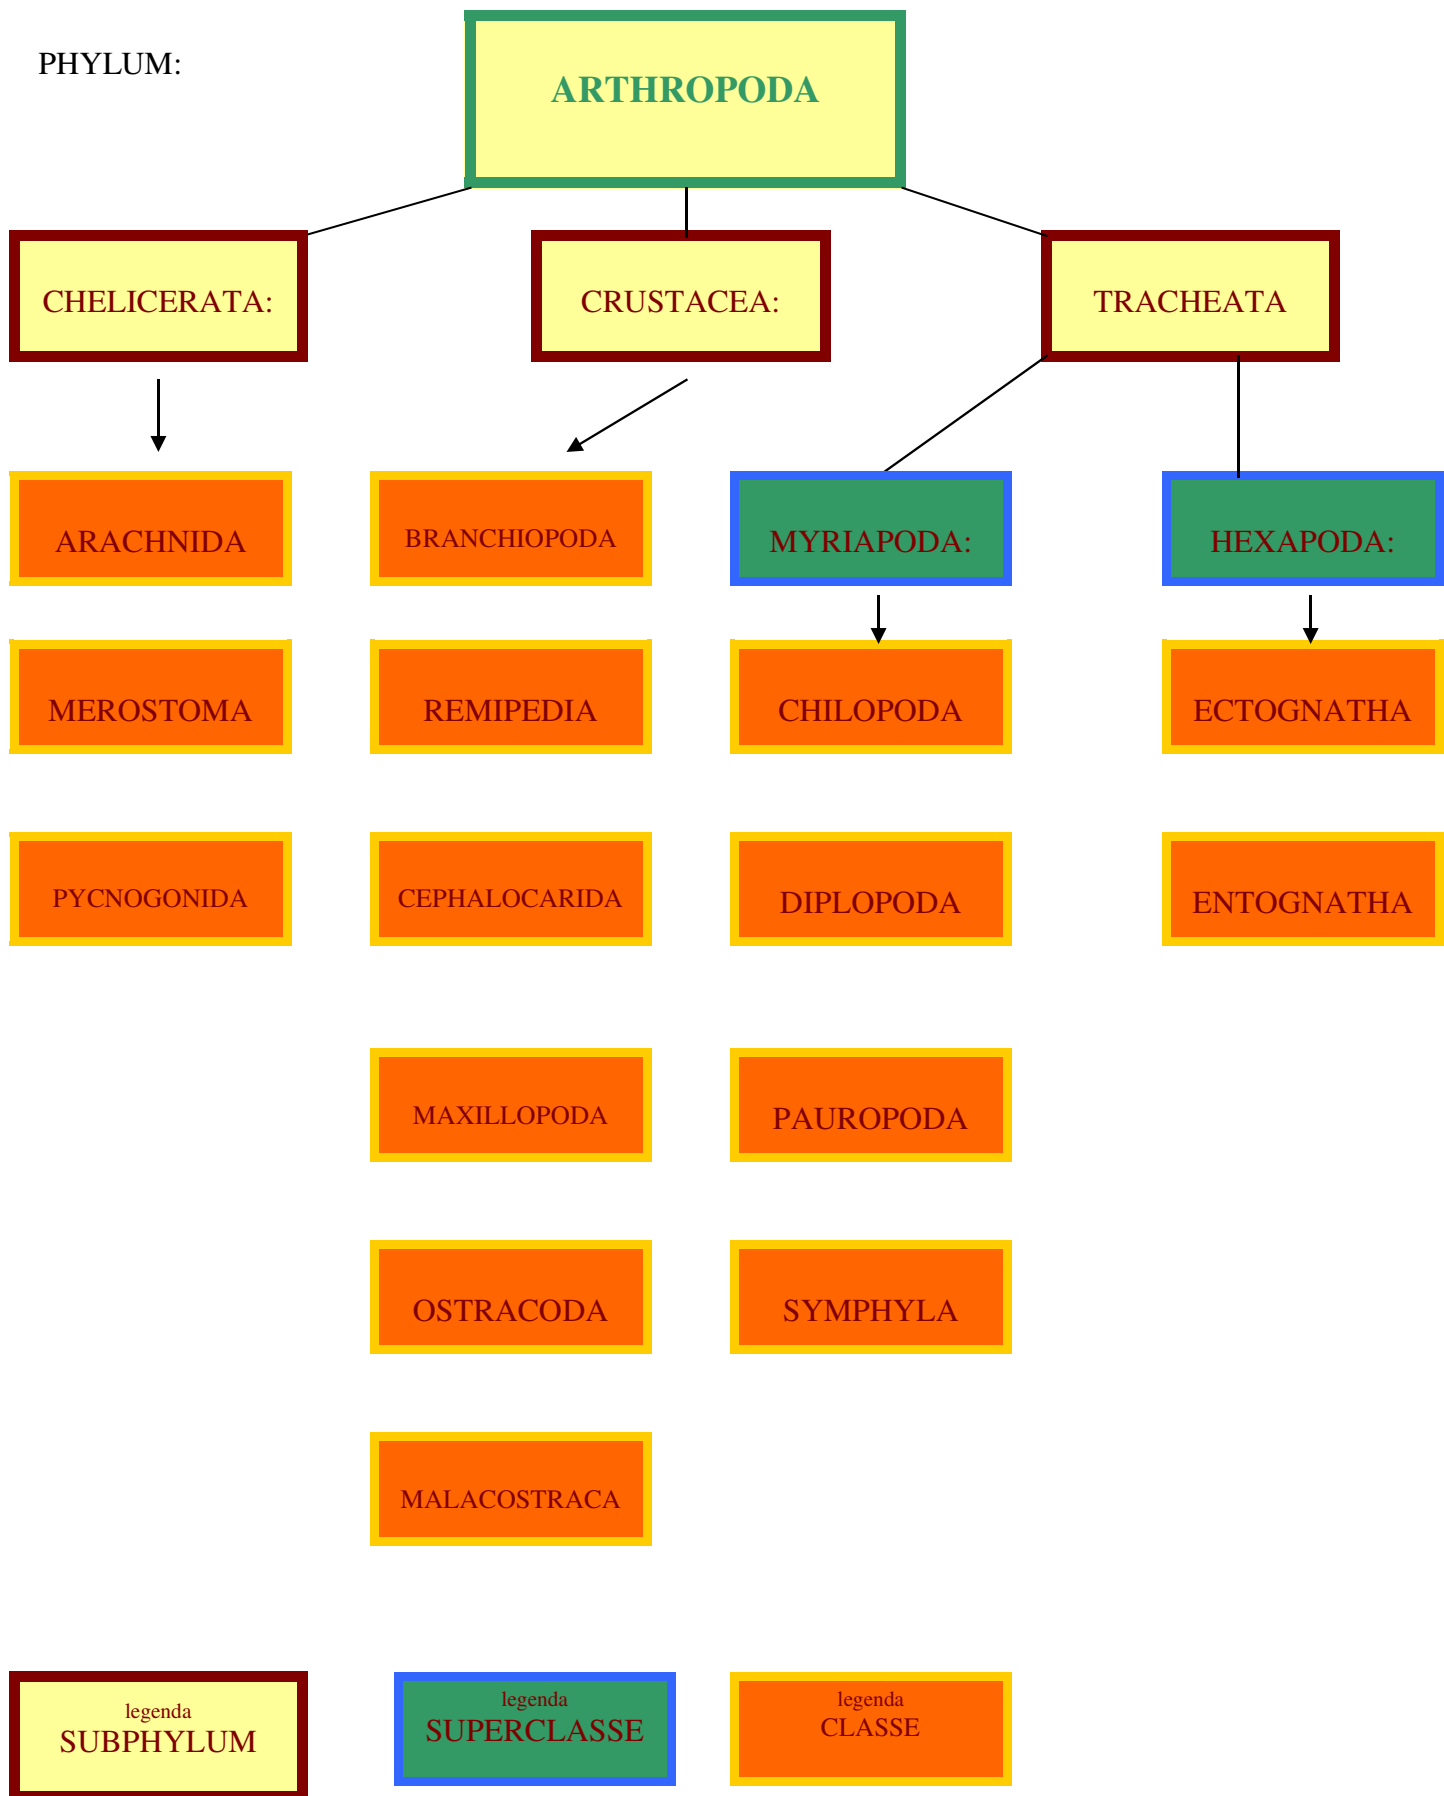 PHYLUM:
ARTHROPODA
CHELICERATA:
CRUSTACEA:
TRACHEATA
ARACHNIDA
BRANCHIOPODA
MYRIAPODA:
HEXAPODA:
MEROSTOMA
REMIPEDIA
CHILOPODA
ECTOGNATHA
PYCNOGONIDA
CEPHALOCARIDA
DIPLOPODA
ENTOGNATHA
MAXILLOPODA
PAUROPODA
OSTRACODA
SYMPHYLA
MALACOSTRACA
legenda
SUBPHYLUM
legenda
SUPERCLASSE
legenda
CLASSE